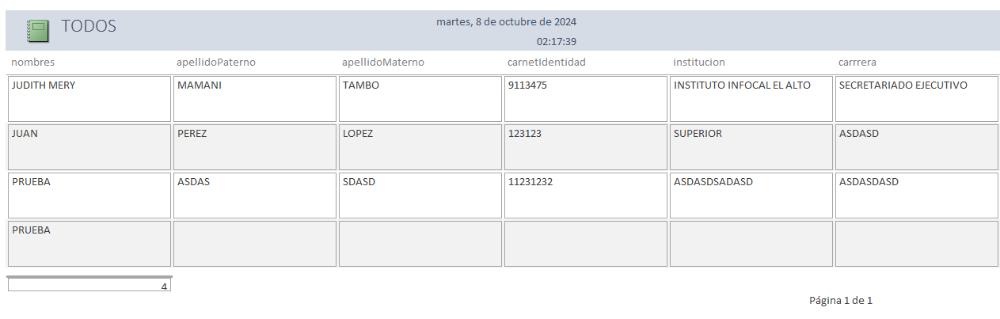 TODOS
martes, 8 de octubre de 2024
02:17:39
nombres apellidoPaterno apellidoMaterno carnetIdentidad institucion carrrera
JUDITH MERY MAMANI TAMBO 9113475 INSTITUTO INFOCAL EL ALTO SECRETARIADO EJECUTIVO
JUAN PEREZ LOPEZ 123123 SUPERIOR ASDASD
PRUEBA ASDAS SDASD 11231232 ASDASDSADASD ASDASDASD
PRUEBA
4
Página 1 de 1